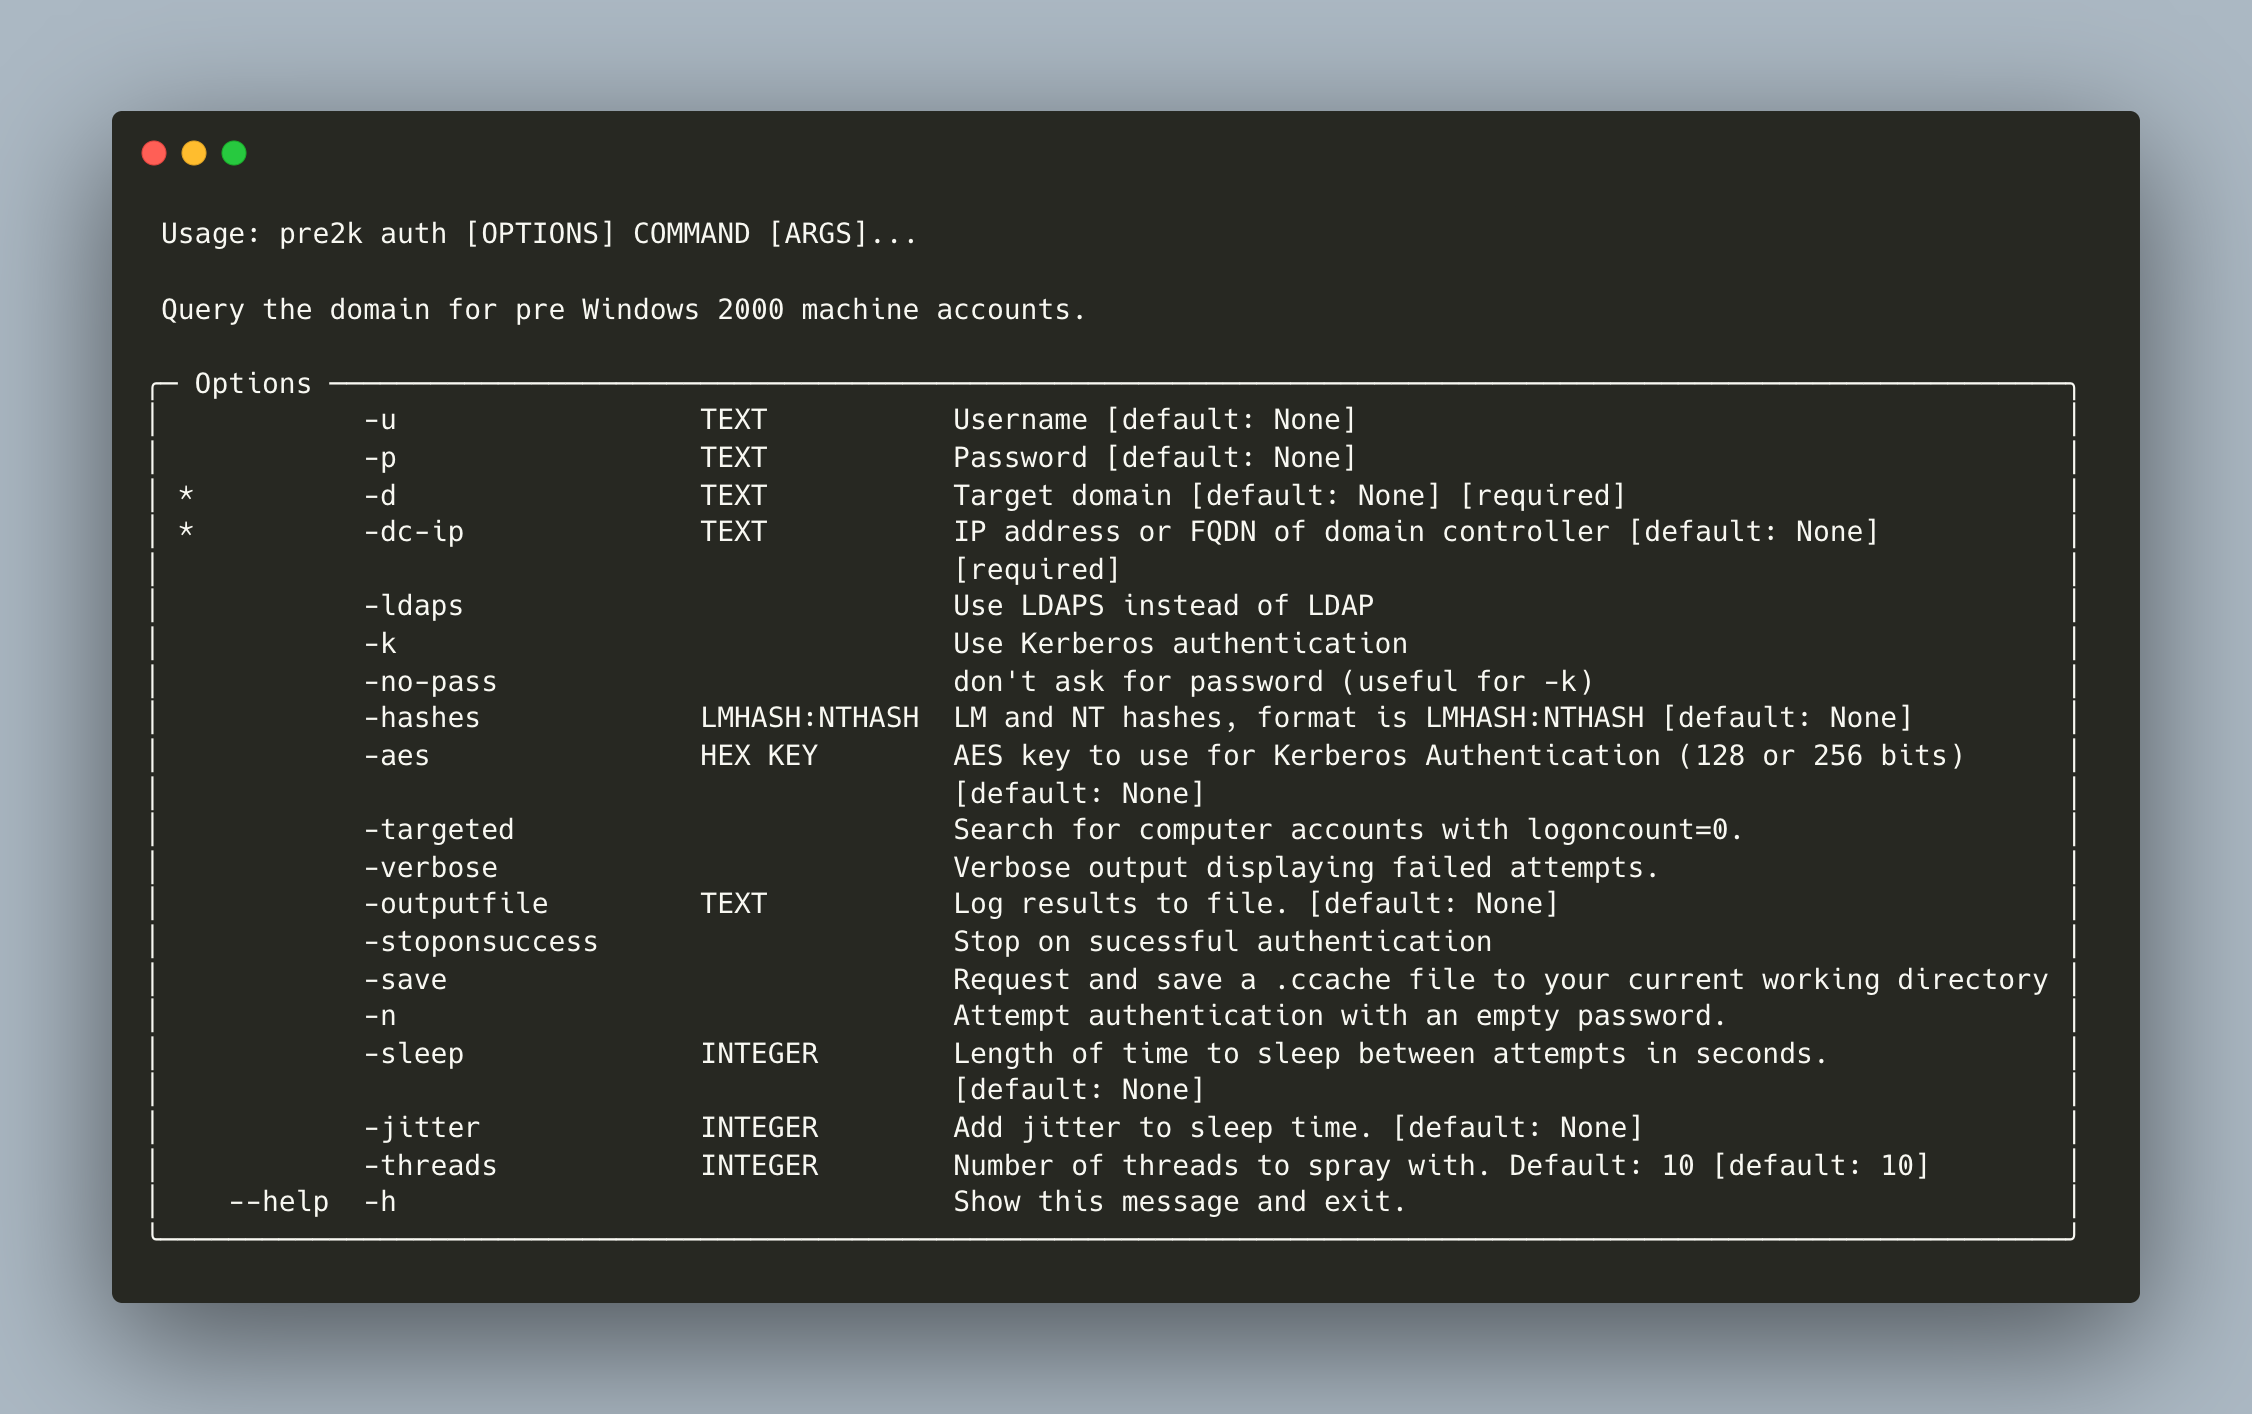 Usage: pre2k auth [OPTIONS] COMMAND [ARGS]...
Query the domain for pre Windows 2000 machine accounts.
Options
-u TEXT Username [default: None]
-p TEXT Password [default: None]
* -d TEXT Target domain [default: None] [required]
* -dc-ip TEXT IP address or FQDN of domain controller [default: None]
[required]
-ldaps Use LDAPS instead of LDAP
-k Use Kerberos authentication
-no-pass don't ask for password (useful for -k)
-hashes LMHASH:NTHASH LM and NT hashes, format is LMHASH:NTHASH [default: None]
-aes HEX KEY AES key to use for Kerberos Authentication (128 or 256 bits)
[default: None]
-targeted Search for computer accounts with logoncount=0.
-verbose Verbose output displaying failed attempts.
-outputfile TEXT Log results to file. [default: None]
-stoponsuccess Stop on sucessful authentication
-save Request and save a .ccache file to your current working directory
-n Attempt authentication with an empty password.
-sleep INTEGER Length of time to sleep between attempts in seconds.
[default: None]
-jitter INTEGER Add jitter to sleep time. [default: None]
-threads INTEGER Number of threads to spray with. Default: 10 [default: 10]
--help -h Show this message and exit.